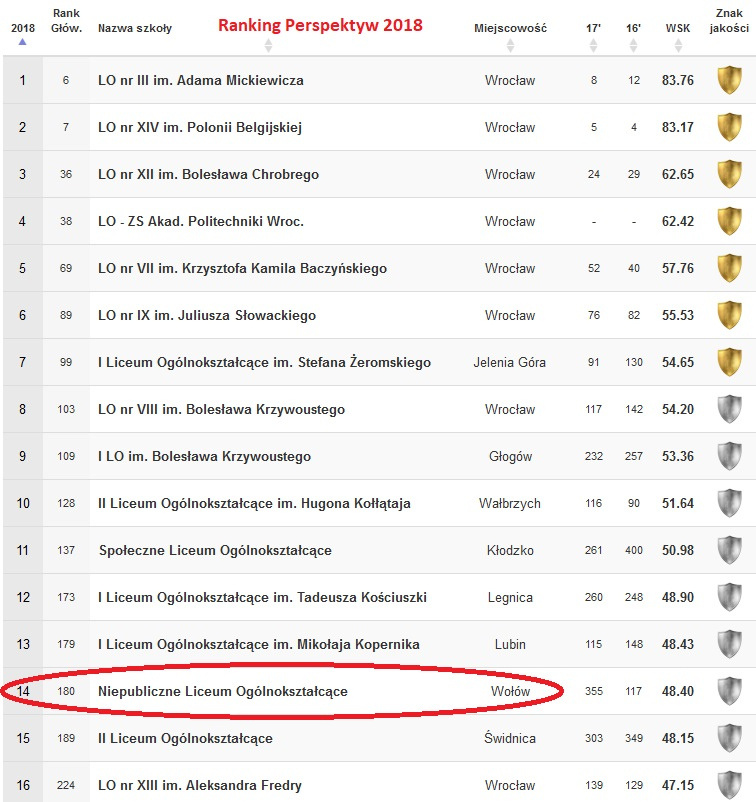 2018 Rank Głów. Nazwa szkoły Ranking Perspektyw 2018 Miejscowość 17' 16' WSK Znak jakości
1 6 LO nr III im. Adama Mickiewicza Wrocław 8 12 83.76
2 7 LO nr XIV im. Polonii Belgijskiej Wrocław 5 4 83.17
3 36 LO nr XII im. Bolesława Chrobrego Wrocław 24 29 62.65
4 38 LO - ZS Akad. Politechniki Wroc. Wrocław - - 62.42
5 69 LO nr VII im. Krzysztofa Kamila Baczyńskiego Wrocław 52 40 57.76
6 89 LO nr IX im. Juliusza Słowackiego Wrocław 76 82 55.53
7 99 I Liceum Ogólnokształcące im. Stefana Żeromskiego Jelenia Góra 91 130 54.65
8 103 LO nr VIII im. Bolesława Krzywoustego Wrocław 117 142 54.20
9 109 I LO im. Bolesława Krzywoustego Głogów 232 257 53.36
10 128 II Liceum Ogólnokształcące im. Hugona Kołłątaja Wałbrzych 116 90 51.64
11 137 Społeczne Liceum Ogólnokształcące Kłodzko 261 400 50.98
12 173 I Liceum Ogólnokształcące im. Tadeusza Kościuszki Legnica 260 248 48.90
13 179 I Liceum Ogólnokształcące im. Mikołaja Kopernika Lubin 115 148 48.43
14 180 Niepubliczne Liceum Ogólnokształcące Wołów 355 117 48.40
15 189 II Liceum Ogólnokształcące Świdnica 303 349 48.15
16 224 LO nr XIII im. Aleksandra Fredry Wrocław 139 129 47.15